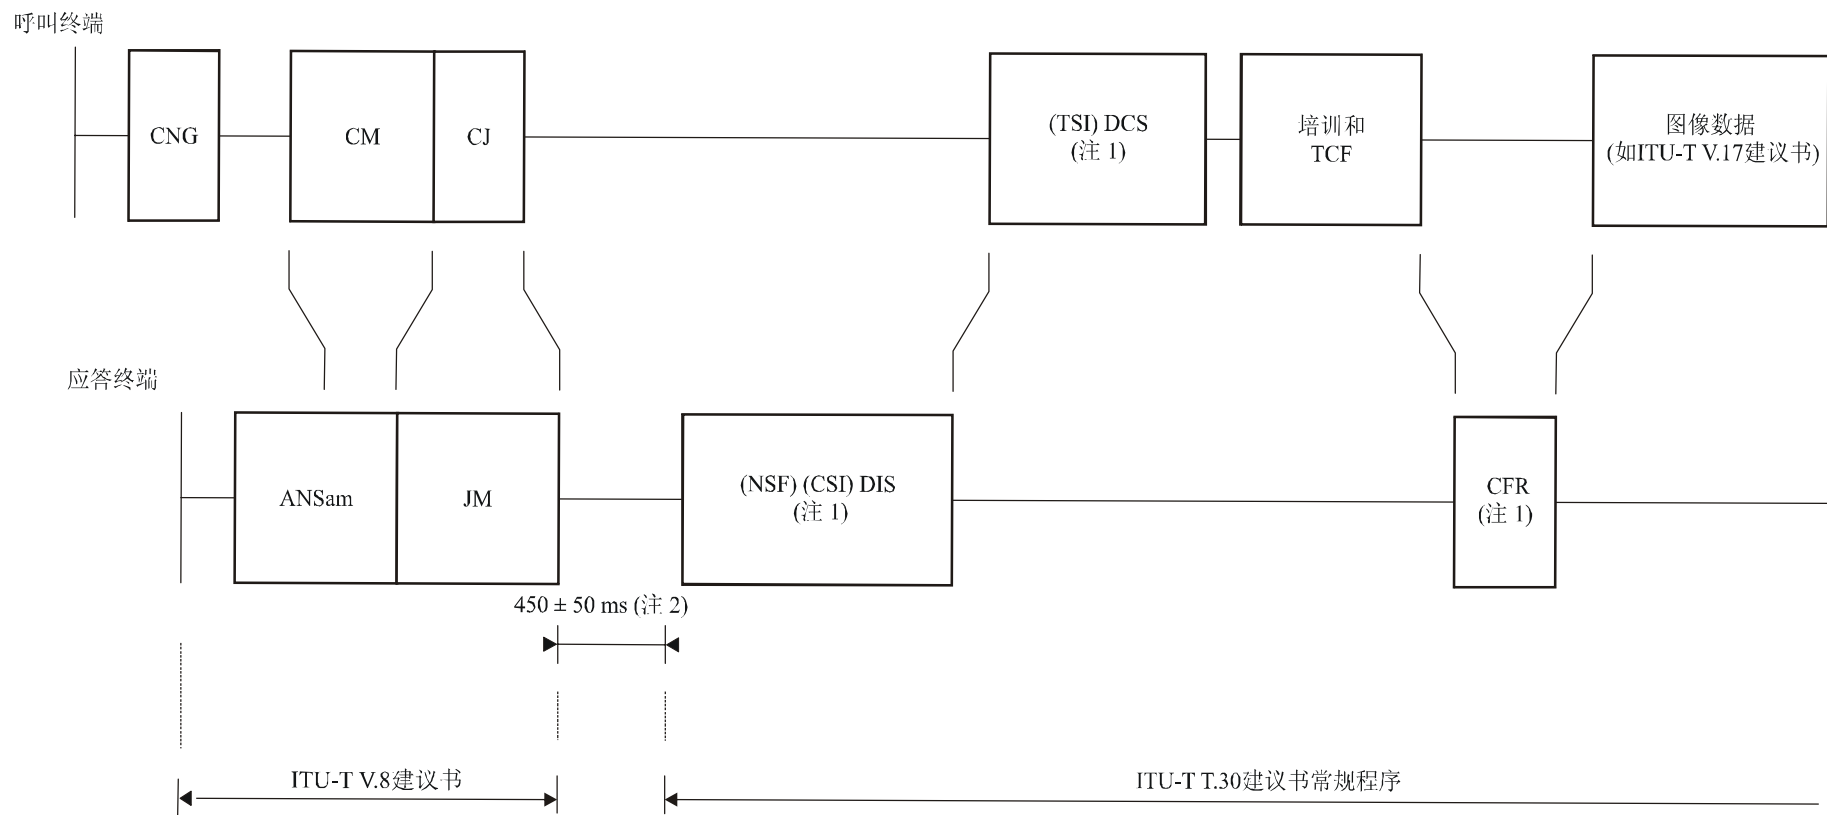 呼叫终端
CNG
CM
CJ
(TSI) DCS
(注 1)
培训和
TCF
图像数据
(如ITU-T V.17建议书)
应答终端
ANSam
JM
(NSF) (CSI) DIS
(注 1)
CFR
(注 1)
450 ± 50 ms (注 2)
ITU-T V.8建议书
ITU-T T.30建议书常规程序